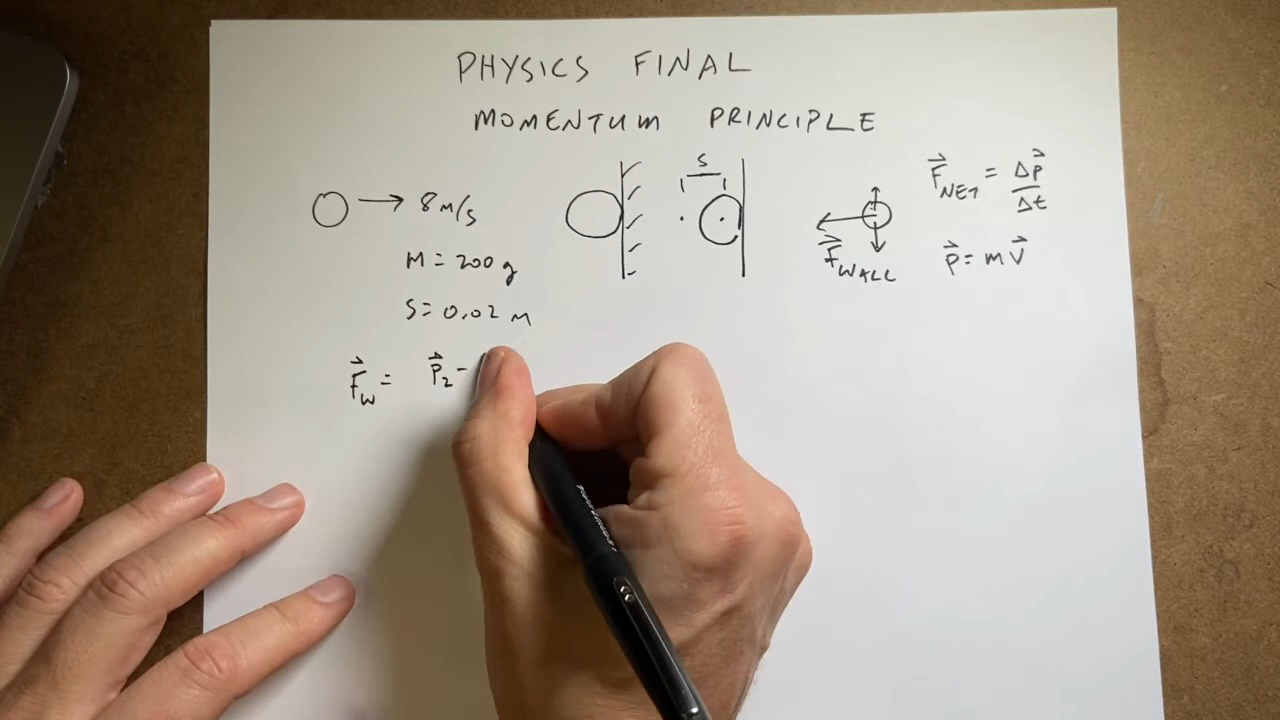 PHYSICS FINAL
MOMENTUM PRINCIPLE
8 M/S
M = 200 g
S = 0.02 M
S
F⃗WALL
F⃗NET = Δp⃗ / Δt
p⃗ = mv⃗
F⃗W = p⃗2 -